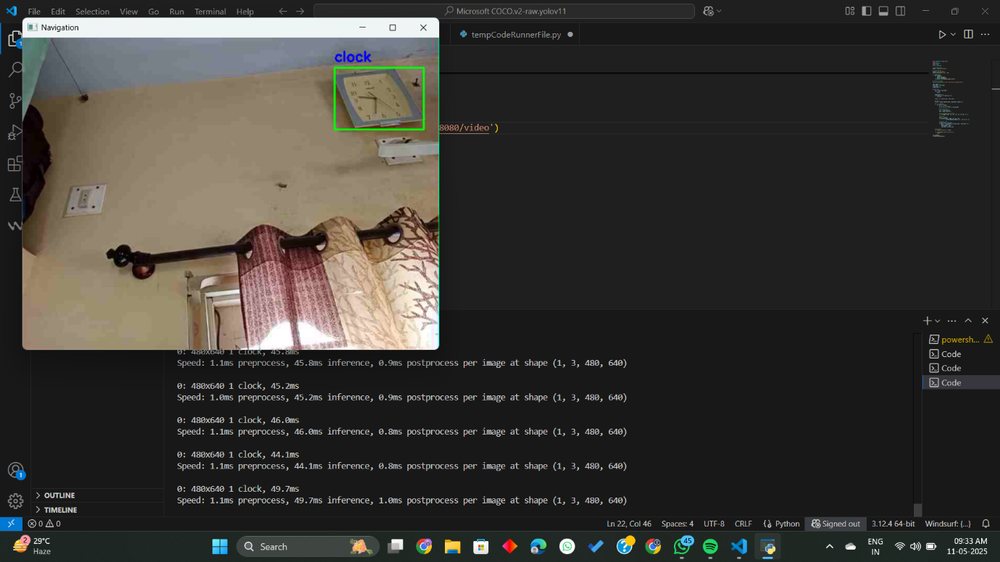 File Edit Selection View Go Run Terminal Help
Microsoft COCO.v2-raw.yolov11
Navigation
tempCodeRunnerFile.py
1
clock
11 12 1
10
9
8
7 6
8080/video')
powersh...
Code
Code
Code
0: 480x640 1 clock, 45.8ms
Speed: 1.1ms preprocess, 45.8ms inference, 0.9ms postprocess per image at shape (1, 3, 480, 640)
0: 480x640 1 clock, 45.2ms
Speed: 1.0ms preprocess, 45.2ms inference, 0.9ms postprocess per image at shape (1, 3, 480, 640)
0: 480x640 1 clock, 46.0ms
Speed: 1.1ms preprocess, 46.0ms inference, 0.8ms postprocess per image at shape (1, 3, 480, 640)
0: 480x640 1 clock, 44.1ms
Speed: 1.1ms preprocess, 44.1ms inference, 0.8ms postprocess per image at shape (1, 3, 480, 640)
0: 480x640 1 clock, 49.7ms
Speed: 1.1ms preprocess, 49.7ms inference, 1.0ms postprocess per image at shape (1, 3, 480, 640)
1
OUTLINE
TIMELINE
0 0
Ln 22, Col 46 Spaces: 4 UTF-8 CRLF Python Signed out 3.12.4 64-bit Windsurf: {...}
2
29°C
Haze
Search
45
ENG
IN
09:33 AM
11-05-2025